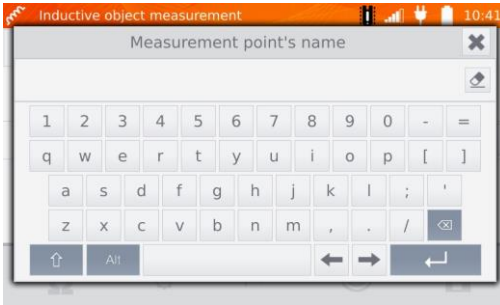 Inductive object measurement 10:41
Measurement point's name
1 2 3 4 5 6 7 8 9 0 - =
q w e r t y u i o p [ ]
a s d f g h j k l ; '
z x c v b n m , . /
Alt